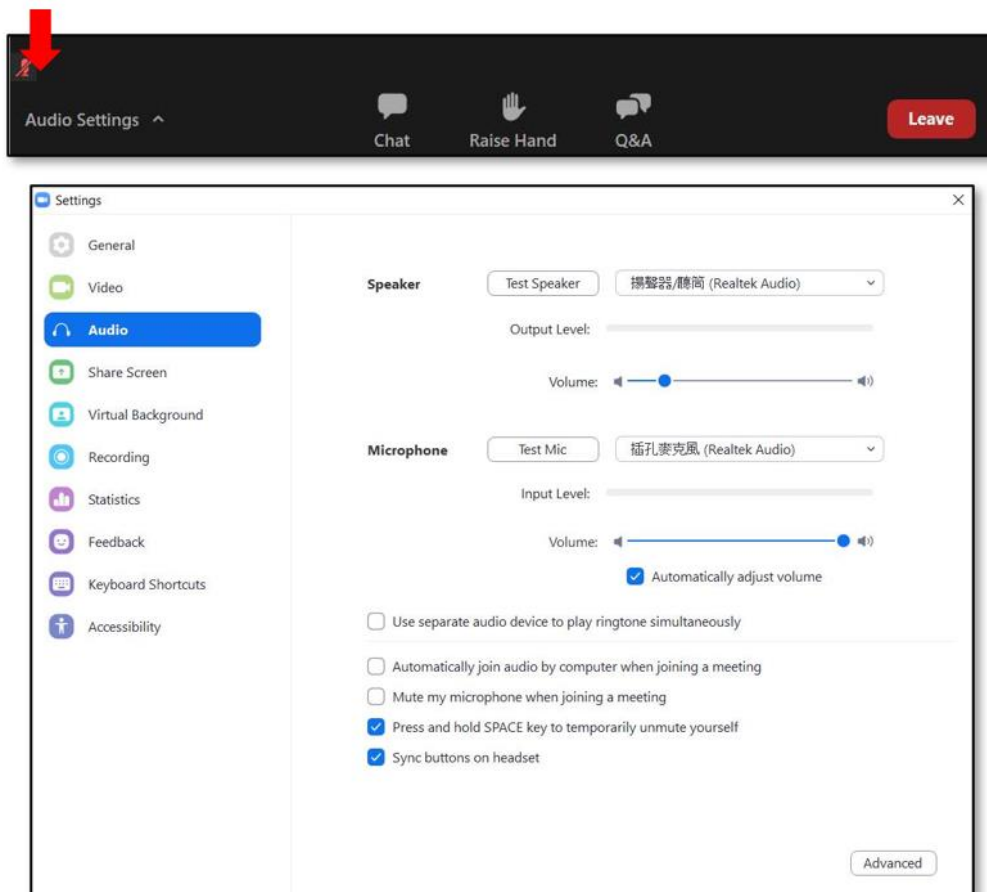 Audio Settings
Chat
Raise Hand
Q&A
Leave
Settings
General
Video
Audio
Share Screen
Virtual Background
Recording
Statistics
Feedback
Keyboard Shortcuts
Accessibility
Speaker
Test Speaker
揚聲器/聽筒 (Realtek Audio)
Output Level:
Volume:
Microphone
Test Mic
插孔麥克風 (Realtek Audio)
Input Level:
Volume:
Automatically adjust volume
Use separate audio device to play ringtone simultaneously
Automatically join audio by computer when joining a meeting
Mute my microphone when joining a meeting
Press and hold SPACE key to temporarily unmute yourself
Sync buttons on headset
Advanced